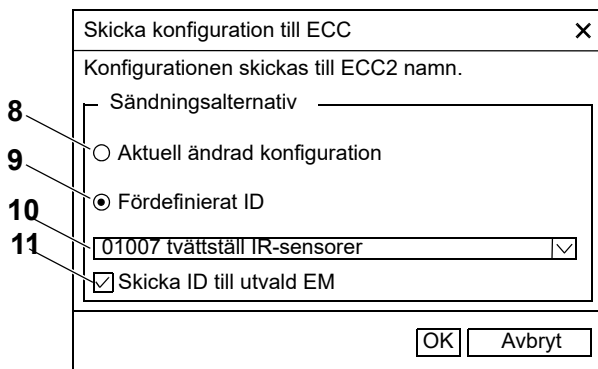 Skicka konfiguration till ECC
Konfigurationen skickas till ECC2 namn.
Sändningsalternativ
8
Aktuell ändrad konfiguration
9
Fördefinierat ID
10
01007 tvättställ IR-sensorer
11
Skicka ID till utvald EM
OK Avbryt